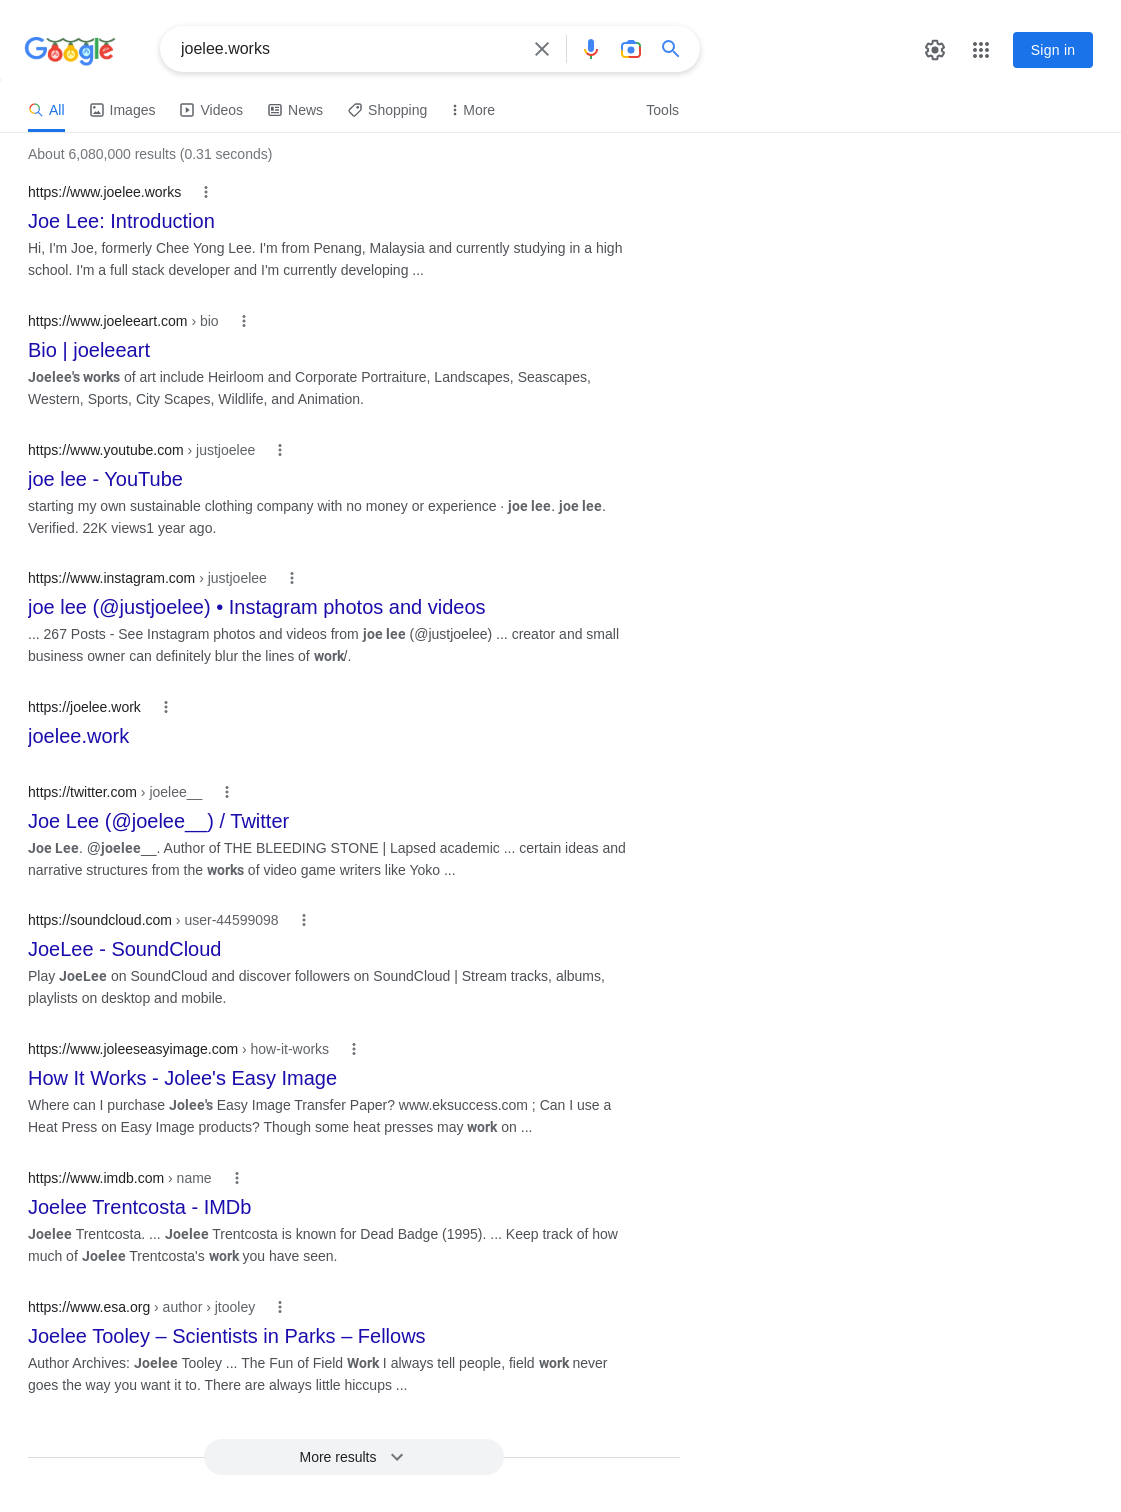 Google
joelee.works
Sign in
All Images Videos News Shopping More Tools
About 6,080,000 results (0.31 seconds)
https://www.joelee.works
Joe Lee: Introduction
Hi, I'm Joe, formerly Chee Yong Lee. I'm from Penang, Malaysia and currently studying in a high
school. I'm a full stack developer and I'm currently developing ...
https://www.joeleeart.com › bio
Bio | joeleeart
Joelee's works of art include Heirloom and Corporate Portraiture, Landscapes, Seascapes,
Western, Sports, City Scapes, Wildlife, and Animation.
https://www.youtube.com › justjoelee
joe lee - YouTube
starting my own sustainable clothing company with no money or experience · joe lee. joe lee.
Verified. 22K views1 year ago.
https://www.instagram.com › justjoelee
joe lee (@justjoelee) • Instagram photos and videos
... 267 Posts - See Instagram photos and videos from joe lee (@justjoelee) ... creator and small
business owner can definitely blur the lines of work/.
https://joelee.work
joelee.work
https://twitter.com › joelee__
Joe Lee (@joelee__) / Twitter
Joe Lee. @joelee__. Author of THE BLEEDING STONE | Lapsed academic ... certain ideas and
narrative structures from the works of video game writers like Yoko ...
https://soundcloud.com › user-44599098
JoeLee - SoundCloud
Play JoeLee on SoundCloud and discover followers on SoundCloud | Stream tracks, albums,
playlists on desktop and mobile.
https://www.joleeseasyimage.com › how-it-works
How It Works - Jolee's Easy Image
Where can I purchase Jolee's Easy Image Transfer Paper? www.eksuccess.com ; Can I use a
Heat Press on Easy Image products? Though some heat presses may work on ...
https://www.imdb.com › name
Joelee Trentcosta - IMDb
Joelee Trentcosta. ... Joelee Trentcosta is known for Dead Badge (1995). ... Keep track of how
much of Joelee Trentcosta's work you have seen.
https://www.esa.org › author › jtooley
Joelee Tooley – Scientists in Parks – Fellows
Author Archives: Joelee Tooley ... The Fun of Field Work I always tell people, field work never
goes the way you want it to. There are always little hiccups ...
More results